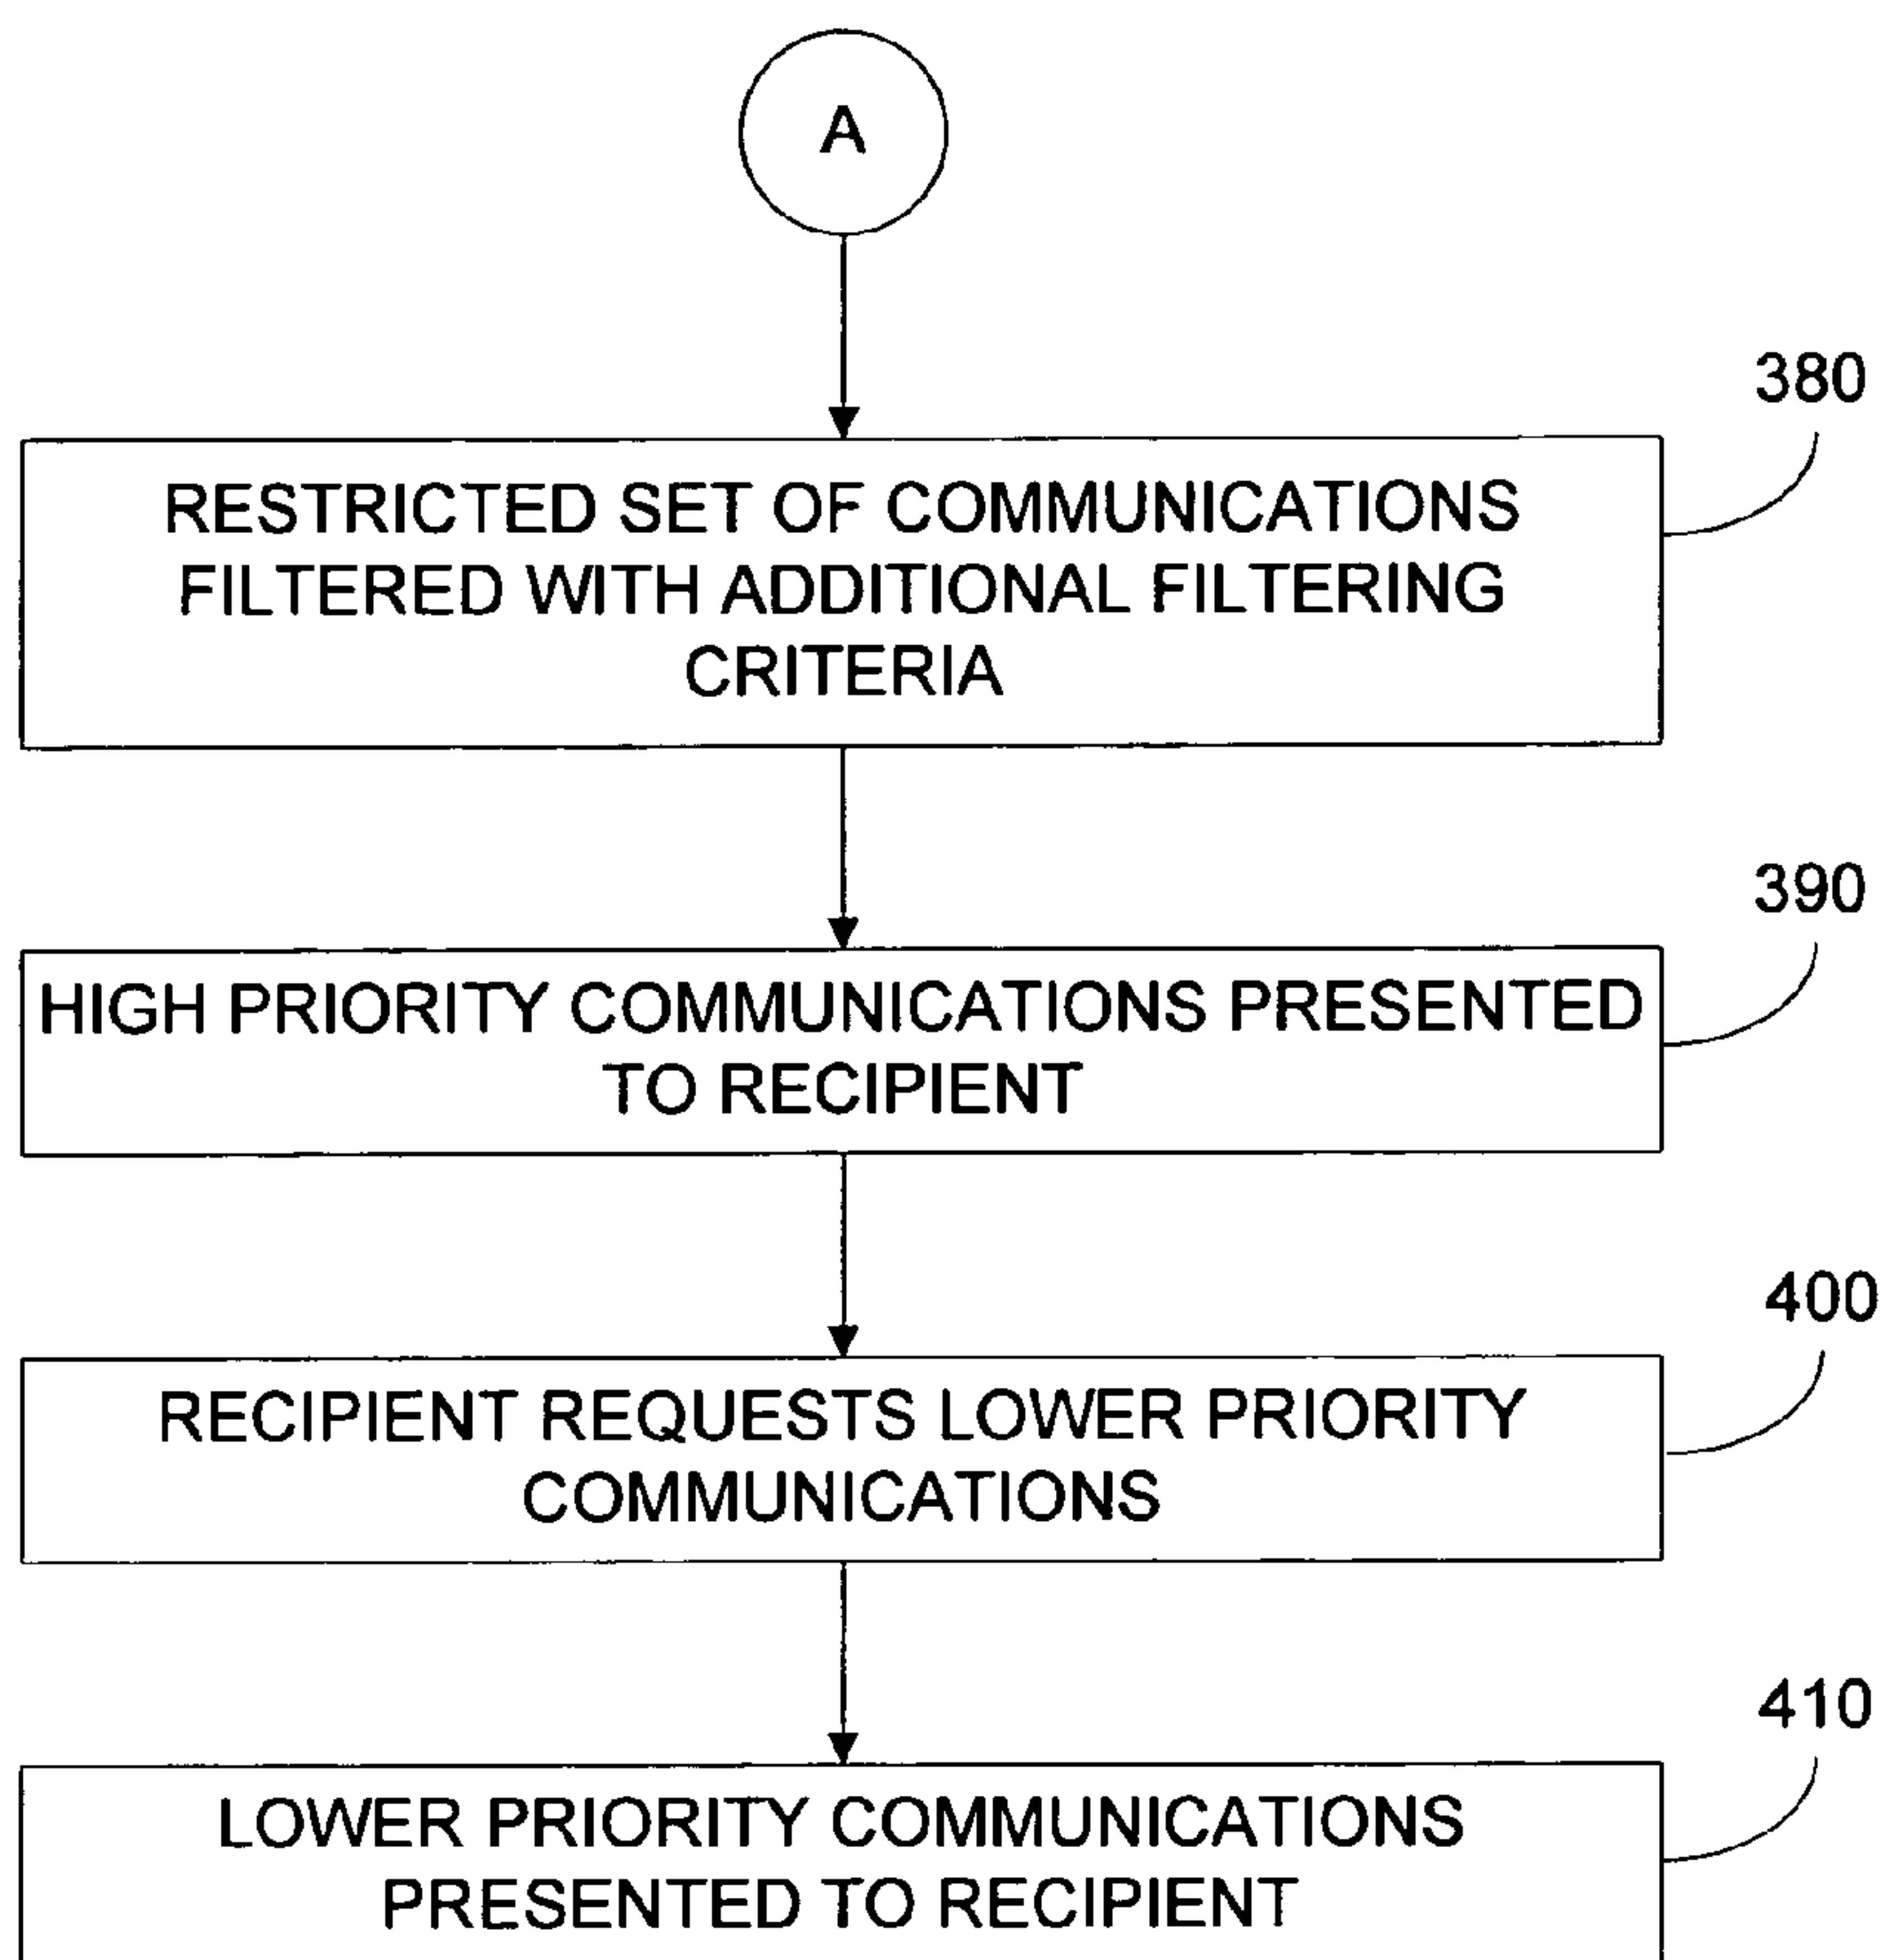 A
380
RESTRICTED SET OF COMMUNICATIONS
FILTERED WITH ADDITIONAL FILTERING
CRITERIA
390
HIGH PRIORITY COMMUNICATIONS PRESENTED
TO RECIPIENT
400
RECIPIENT REQUESTS LOWER PRIORITY
COMMUNICATIONS
410
LOWER PRIORITY COMMUNICATIONS
PRESENTED TO RECIPIENT